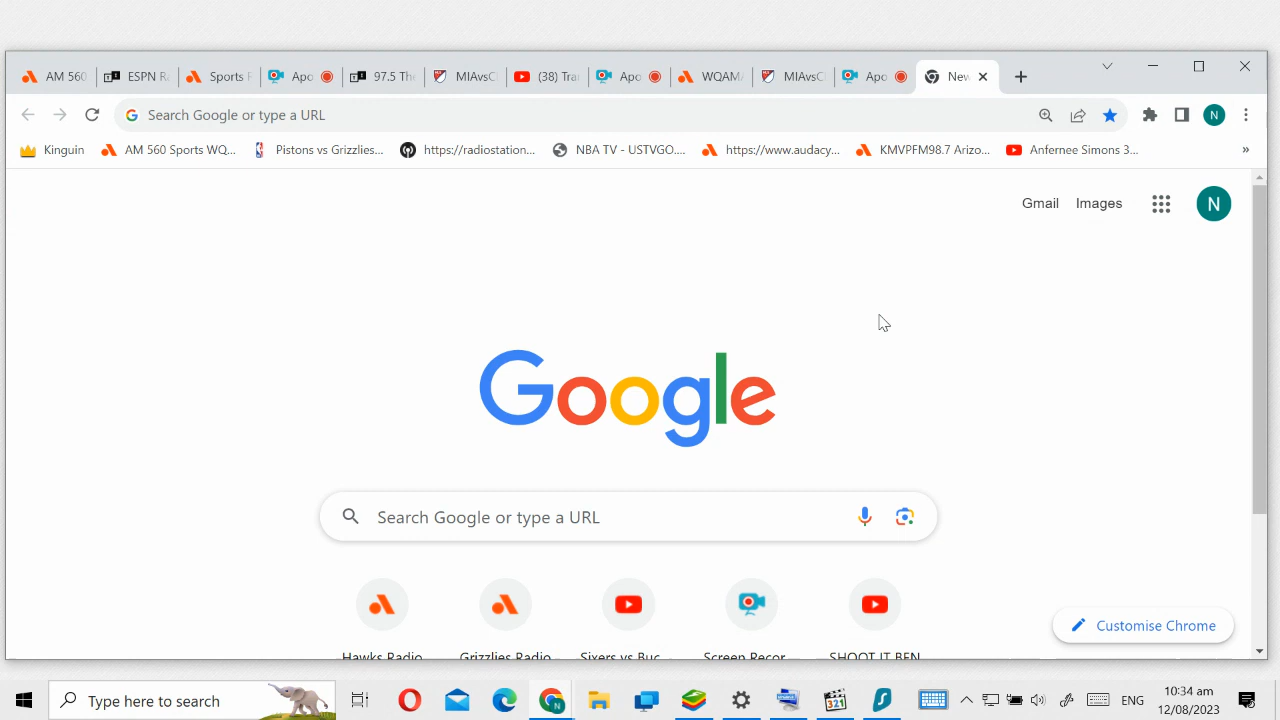 AM 560
ESPN R
Sports
Apo
97.5 The
MIAvsC
(38) Tra
Apo
WQAM
MIAvsC
Apo
New
Search Google or type a URL
N
Kinguin
AM 560 Sports WQ...
Pistons vs Grizzlies...
https://radiostation...
NBA TV - USTVGO....
https://www.audacy...
KMVPFM98.7 Arizo...
Anfernee Simons 3...
»
Gmail
Images
N
Google
Search Google or type a URL
Hawks Radio
Grizzlies Radio
Sixers vs Buc...
Screen Recor...
SHOOT IT BEN
Customise Chrome
Type here to search
N
321
ENG
10:34 am
12/08/2023